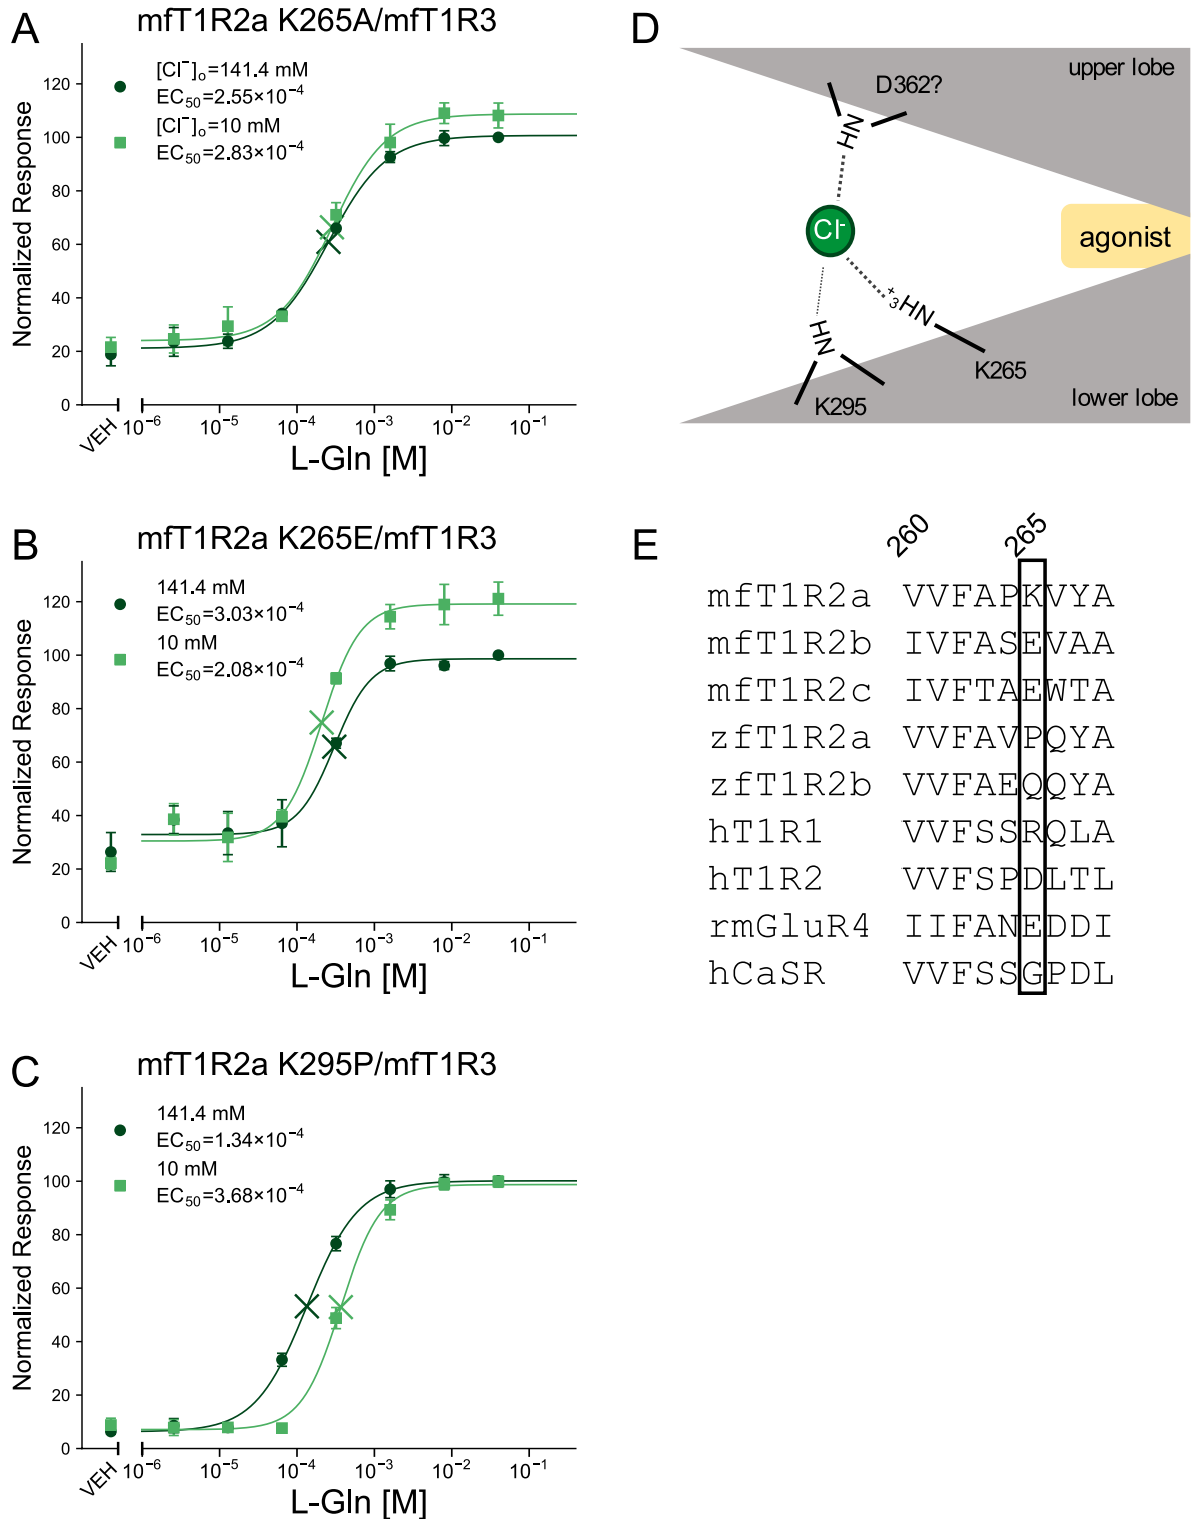 A
mfT1R2a K265A/mfT1R3
[Cl⁻]ₒ=141.4 mM
EC₅₀=2.55×10⁻⁴
[Cl⁻]ₒ=10 mM
EC₅₀=2.83×10⁻⁴
Normalized Response
120
100
80
60
40
20
0
VEH
10⁻⁶
10⁻⁵
10⁻⁴
10⁻³
10⁻²
10⁻¹
L-Gln [M]
B
mfT1R2a K265E/mfT1R3
141.4 mM
EC₅₀=3.03×10⁻⁴
10 mM
EC₅₀=2.08×10⁻⁴
Normalized Response
120
100
80
60
40
20
0
VEH
10⁻⁶
10⁻⁵
10⁻⁴
10⁻³
10⁻²
10⁻¹
L-Gln [M]
C
mfT1R2a K295P/mfT1R3
141.4 mM
EC₅₀=1.34×10⁻⁴
10 mM
EC₅₀=3.68×10⁻⁴
Normalized Response
120
100
80
60
40
20
0
VEH
10⁻⁶
10⁻⁵
10⁻⁴
10⁻³
10⁻²
10⁻¹
L-Gln [M]
D
upper lobe
D362?
HN
Cl⁻
agonist
⁺₃HN
HN
K265
K295
lower lobe
E
260 265
mfT1R2a VVFAPKVYA
mfT1R2b IVFASEVAA
mfT1R2c IVFTAEWTA
zfT1R2a VVFAVPQYA
zfT1R2b VVFAEQQYA
hT1R1 VVFSSRQLA
hT1R2 VVFSPDLTL
rmGluR4 IIFANEDDI
hCaSR VVFSSGPDL